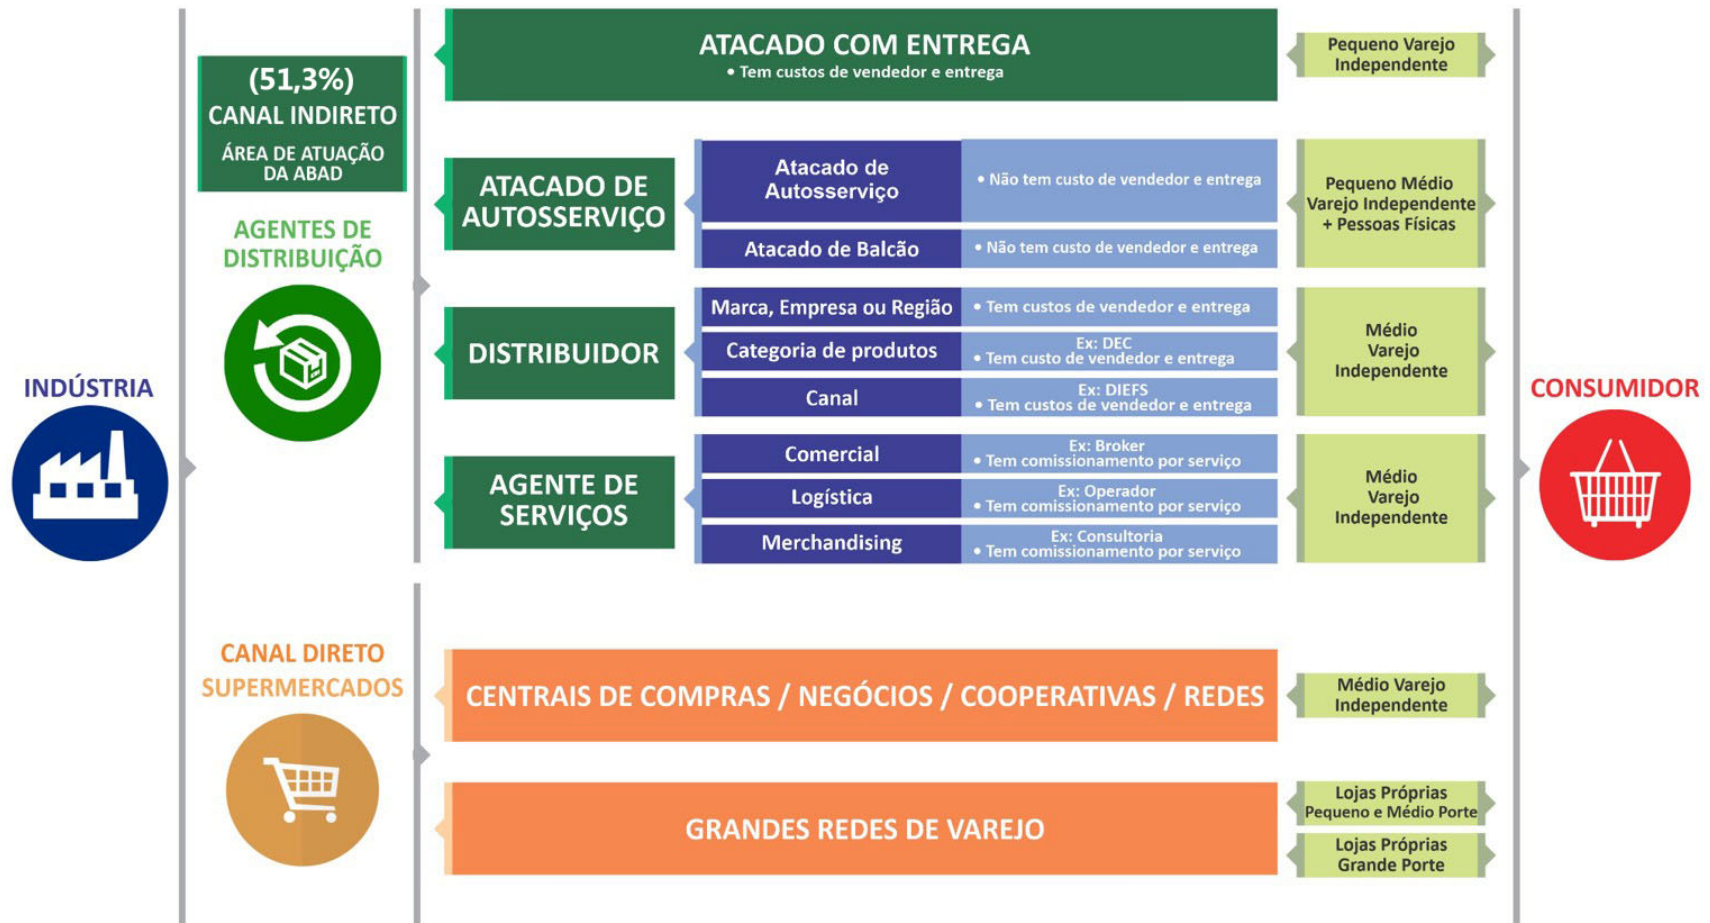 INDÚSTRIA
(51,3%)
CANAL INDIRETO
ÁREA DE ATUAÇÃO
DA ABAD
AGENTES DE
DISTRIBUIÇÃO
ATACADO COM ENTREGA
• Tem custos de vendedor e entrega
Pequeno Varejo
Independente
ATACADO DE
AUTOSSERVIÇO
Atacado de
Autosserviço
• Não tem custo de vendedor e entrega
Atacado de Balcão
• Não tem custo de vendedor e entrega
Pequeno Médio
Varejo Independente
+ Pessoas Físicas
DISTRIBUIDOR
Marca, Empresa ou Região
• Tem custos de vendedor e entrega
Categoria de produtos
Ex: DEC
• Tem custo de vendedor e entrega
Canal
Ex: DIEFS
• Tem custos de vendedor e entrega
Médio
Varejo
Independente
AGENTE DE
SERVIÇOS
Comercial
Ex: Broker
• Tem comissionamento por serviço
Logística
Ex: Operador
• Tem comissionamento por serviço
Merchandising
Ex: Consultoria
• Tem comissionamento por serviço
Médio
Varejo
Independente
CANAL DIRETO
SUPERMERCADOS
CENTRAIS DE COMPRAS / NEGÓCIOS / COOPERATIVAS / REDES
Médio Varejo
Independente
GRANDES REDES DE VAREJO
Lojas Próprias
Pequeno e Médio Porte
Lojas Próprias
Grande Porte
CONSUMIDOR